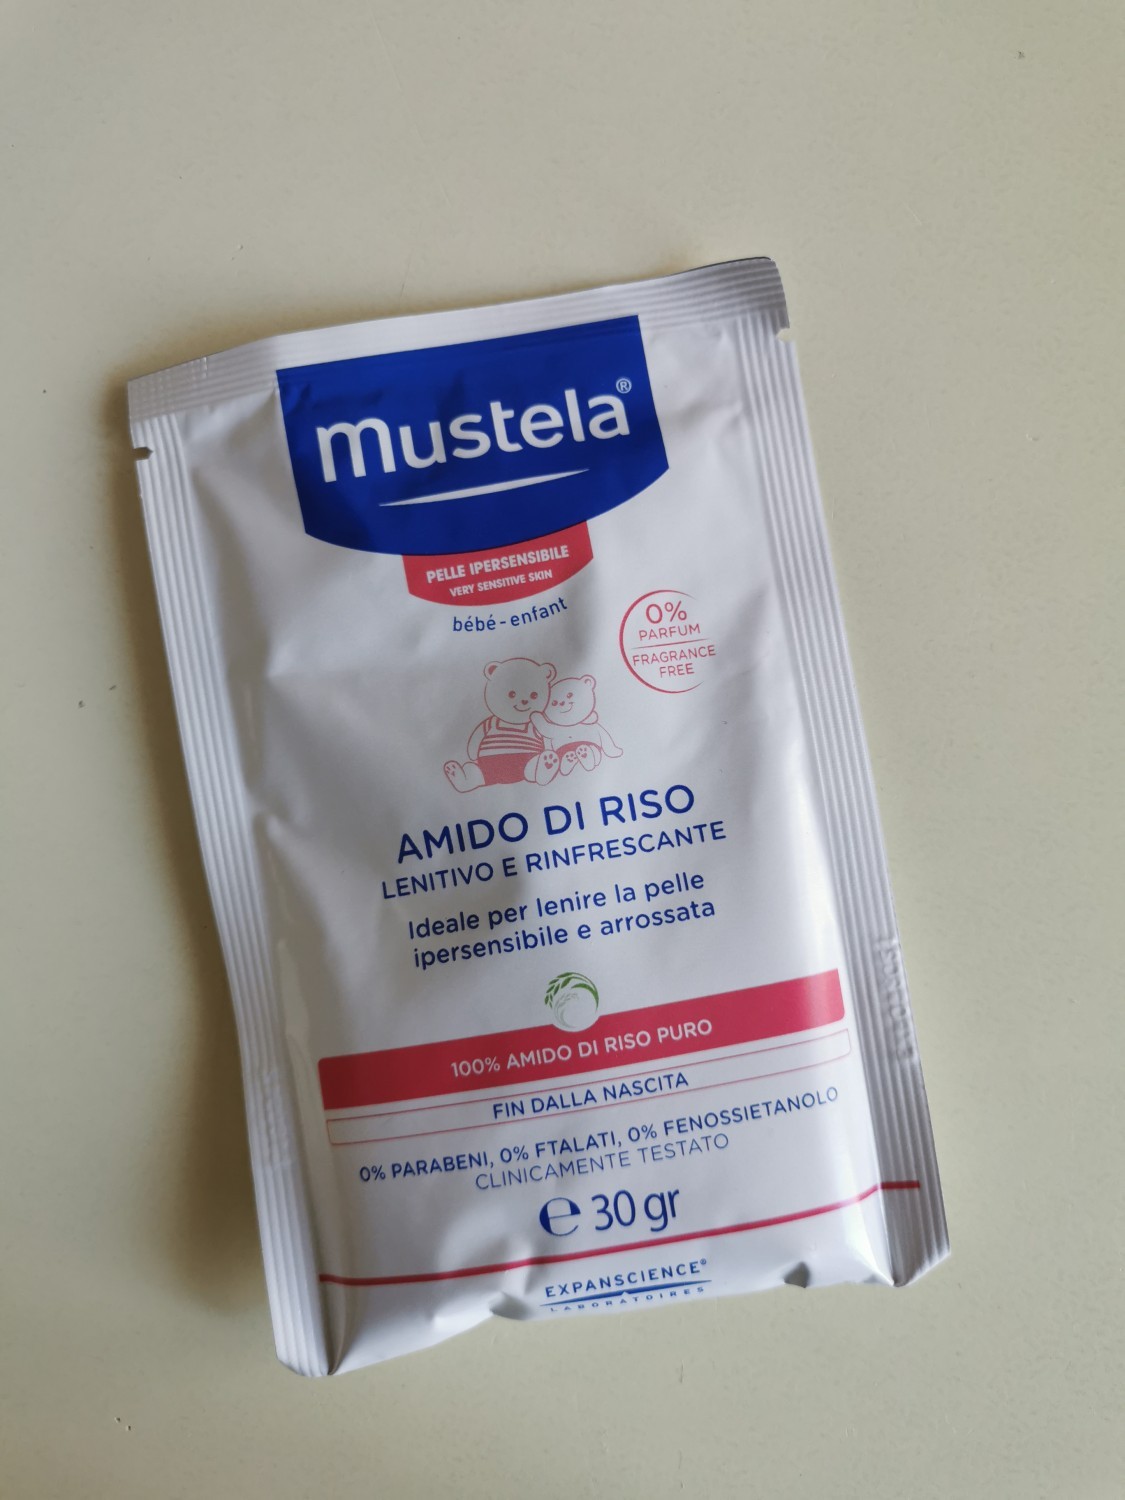 mustela®
PELLE IPERSENSIBILE
VERY SENSITIVE SKIN
bébé-enfant
0%
PARFUM
FRAGRANCE
FREE
AMIDO DI RISO
LENITIVO E RINFRESCANTE
Ideale per lenire la pelle
ipersensibile e arrossata
100% AMIDO DI RISO PURO
FIN DALLA NASCITA
0% PARABENI, 0% FTALATI, 0% FENOSSIETANOLO
CLINICAMENTE TESTATO
℮ 30 gr
EXPANSCIENCE®
LABORATOIRES